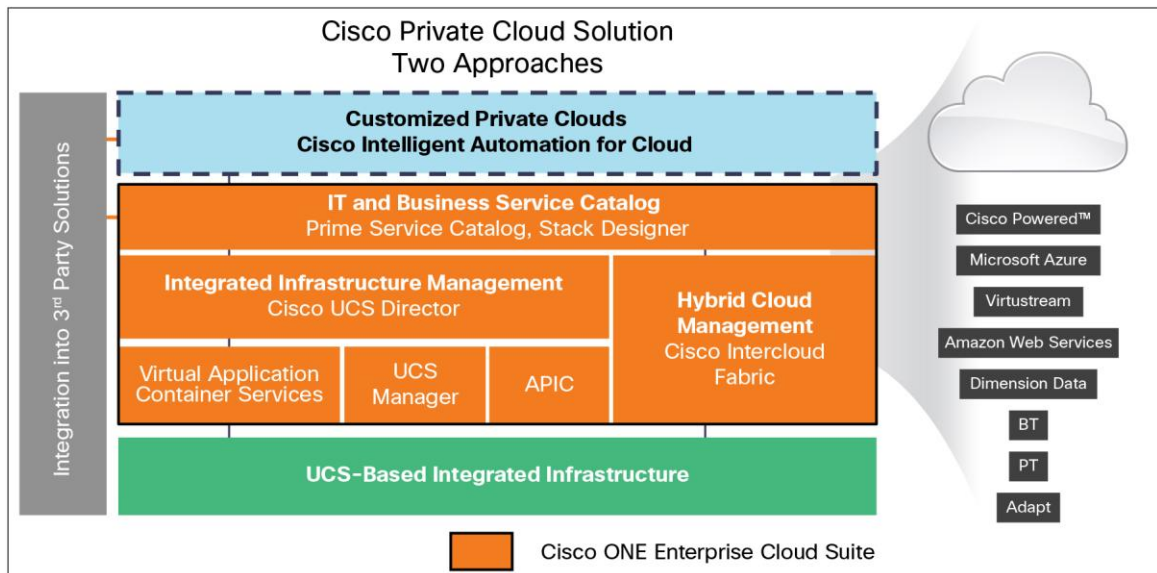 Cisco Private Cloud Solution
Two Approaches
Integration into 3rd Party Solutions
Customized Private Clouds
Cisco Intelligent Automation for Cloud
IT and Business Service Catalog
Prime Service Catalog, Stack Designer
Integrated Infrastructure Management
Cisco UCS Director
Hybrid Cloud
Management
Cisco Intercloud
Fabric
Virtual Application
Container Services
UCS
Manager
APIC
UCS-Based Integrated Infrastructure
Cisco ONE Enterprise Cloud Suite
Cisco Powered™
Microsoft Azure
Virtustream
Amazon Web Services
Dimension Data
BT
PT
Adapt